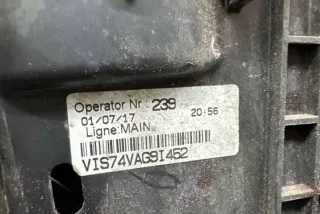 Operator Nr. 239
01/07/17 20:56
Ligne:MAIN
VIS74VAG9I452